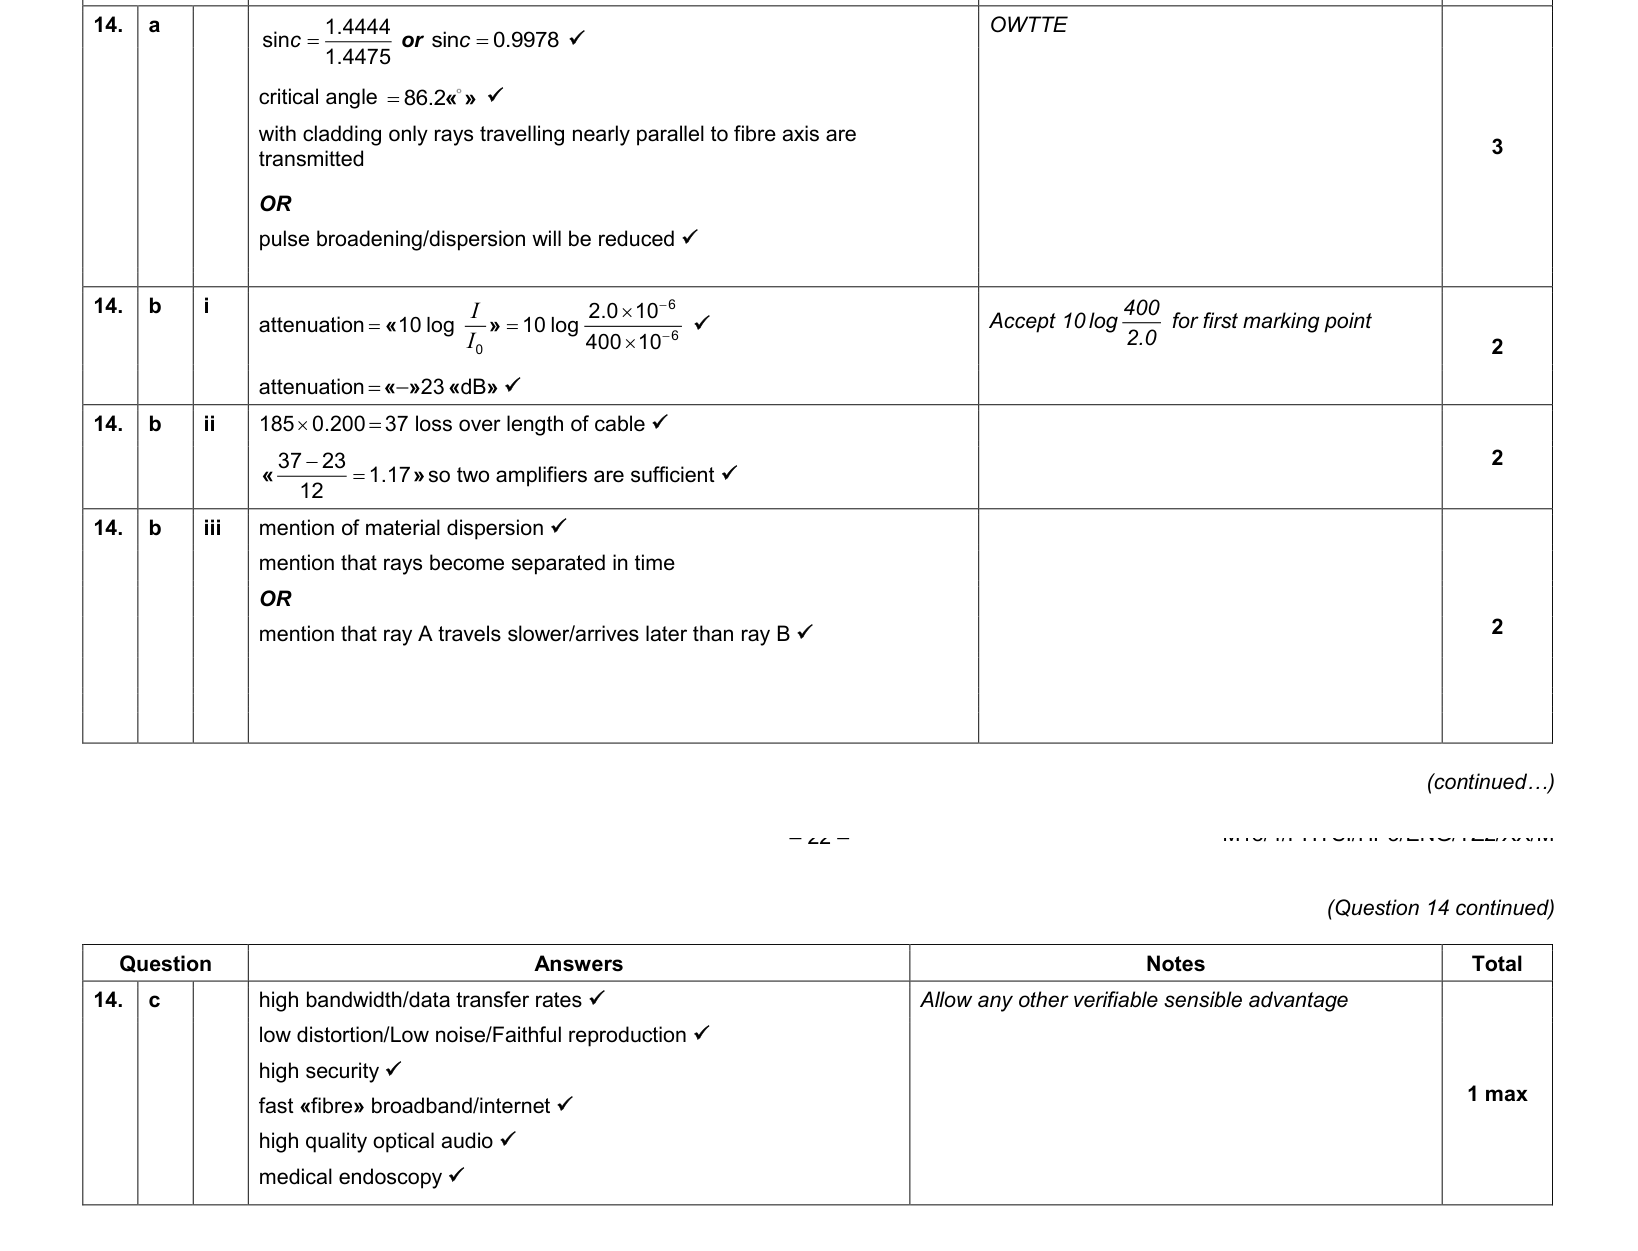 14. a sinc = 1.4444/1.4475 or sinc = 0.9978 ✓ OWTTE
critical angle = 86.2«°» ✓
with cladding only rays travelling nearly parallel to fibre axis are
transmitted
3
OR
pulse broadening/dispersion will be reduced ✓
14. b i attenuation = «10 log I/I₀» = 10 log 2.0×10⁻⁶/400×10⁻⁶ ✓ Accept 10 log 400/2.0 for first marking point
2
attenuation = «–»23 «dB» ✓
14. b ii 185×0.200 = 37 loss over length of cable ✓
2
«37 – 23/12 = 1.17» so two amplifiers are sufficient ✓
14. b iii mention of material dispersion ✓
mention that rays become separated in time
OR
2
mention that ray A travels slower/arrives later than ray B ✓
(continued…)
– 22 –
(Question 14 continued)
Question Answers Notes Total
14. c high bandwidth/data transfer rates ✓ Allow any other verifiable sensible advantage
low distortion/Low noise/Faithful reproduction ✓
high security ✓
1 max
fast «fibre» broadband/internet ✓
high quality optical audio ✓
medical endoscopy ✓